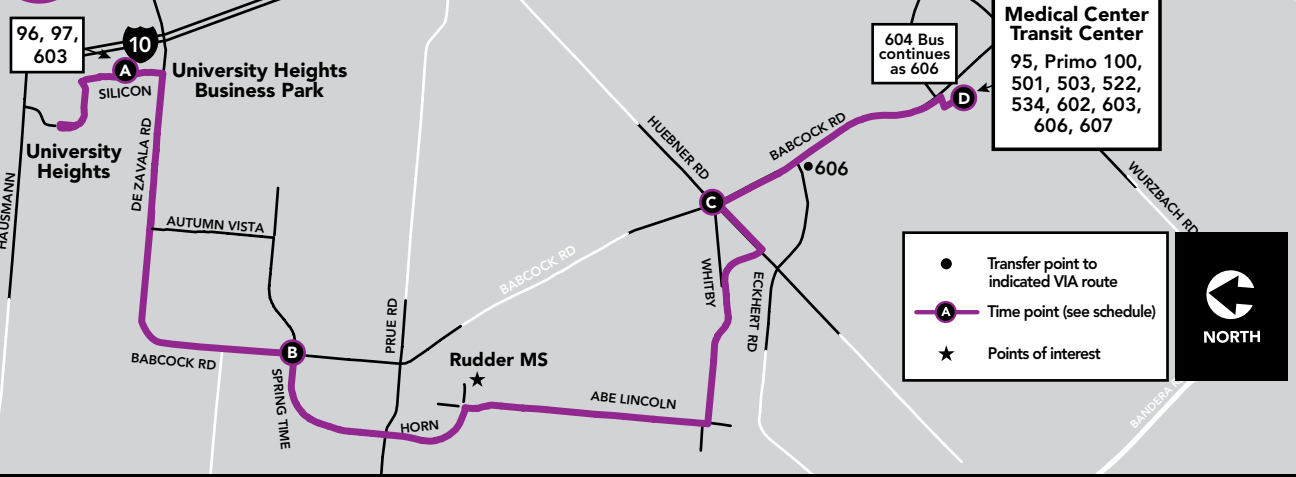 96, 97,
603
10
A
SILICON
University Heights
Business Park
University
Heights
HAUSMANN
DE ZAVALA RD
AUTUMN VISTA
BABCOCK RD
B
SPRING TIME
PRUE RD
HORN
Rudder MS
ABE LINCOLN
BABCOCK RD
HUEBNER RD
C
WHITBY
ECKHERT RD
BABCOCK RD
606
604 Bus
continues
as 606
D
Medical Center
Transit Center
95, Primo 100,
501, 503, 522,
534, 602, 603,
606, 607
WURZBACH RD
Transfer point to
indicated VIA route
A
Time point (see schedule)
Points of interest
NORTH
BANDERA